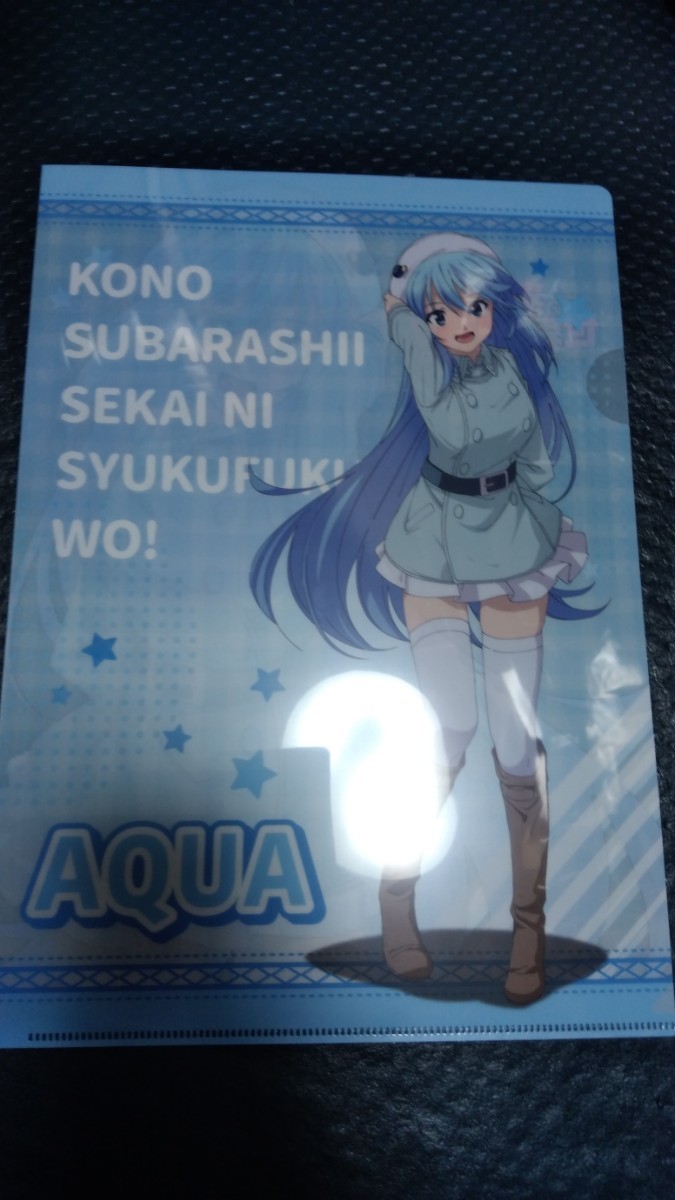 KONO
SUBARASHII
SEKAI NI
SYUKUFUKU
WO!
AQUA